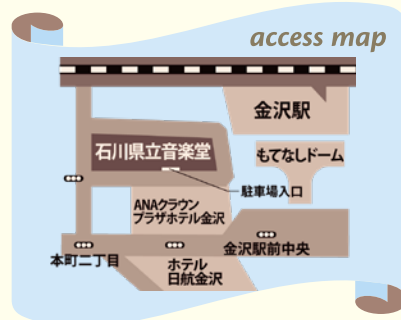 access map
金沢駅
石川県立音楽堂
もてなしドーム
駐車場入口
ANAクラウン
プラザホテル金沢
金沢駅前中央
本町二丁目
ホテル
日航金沢